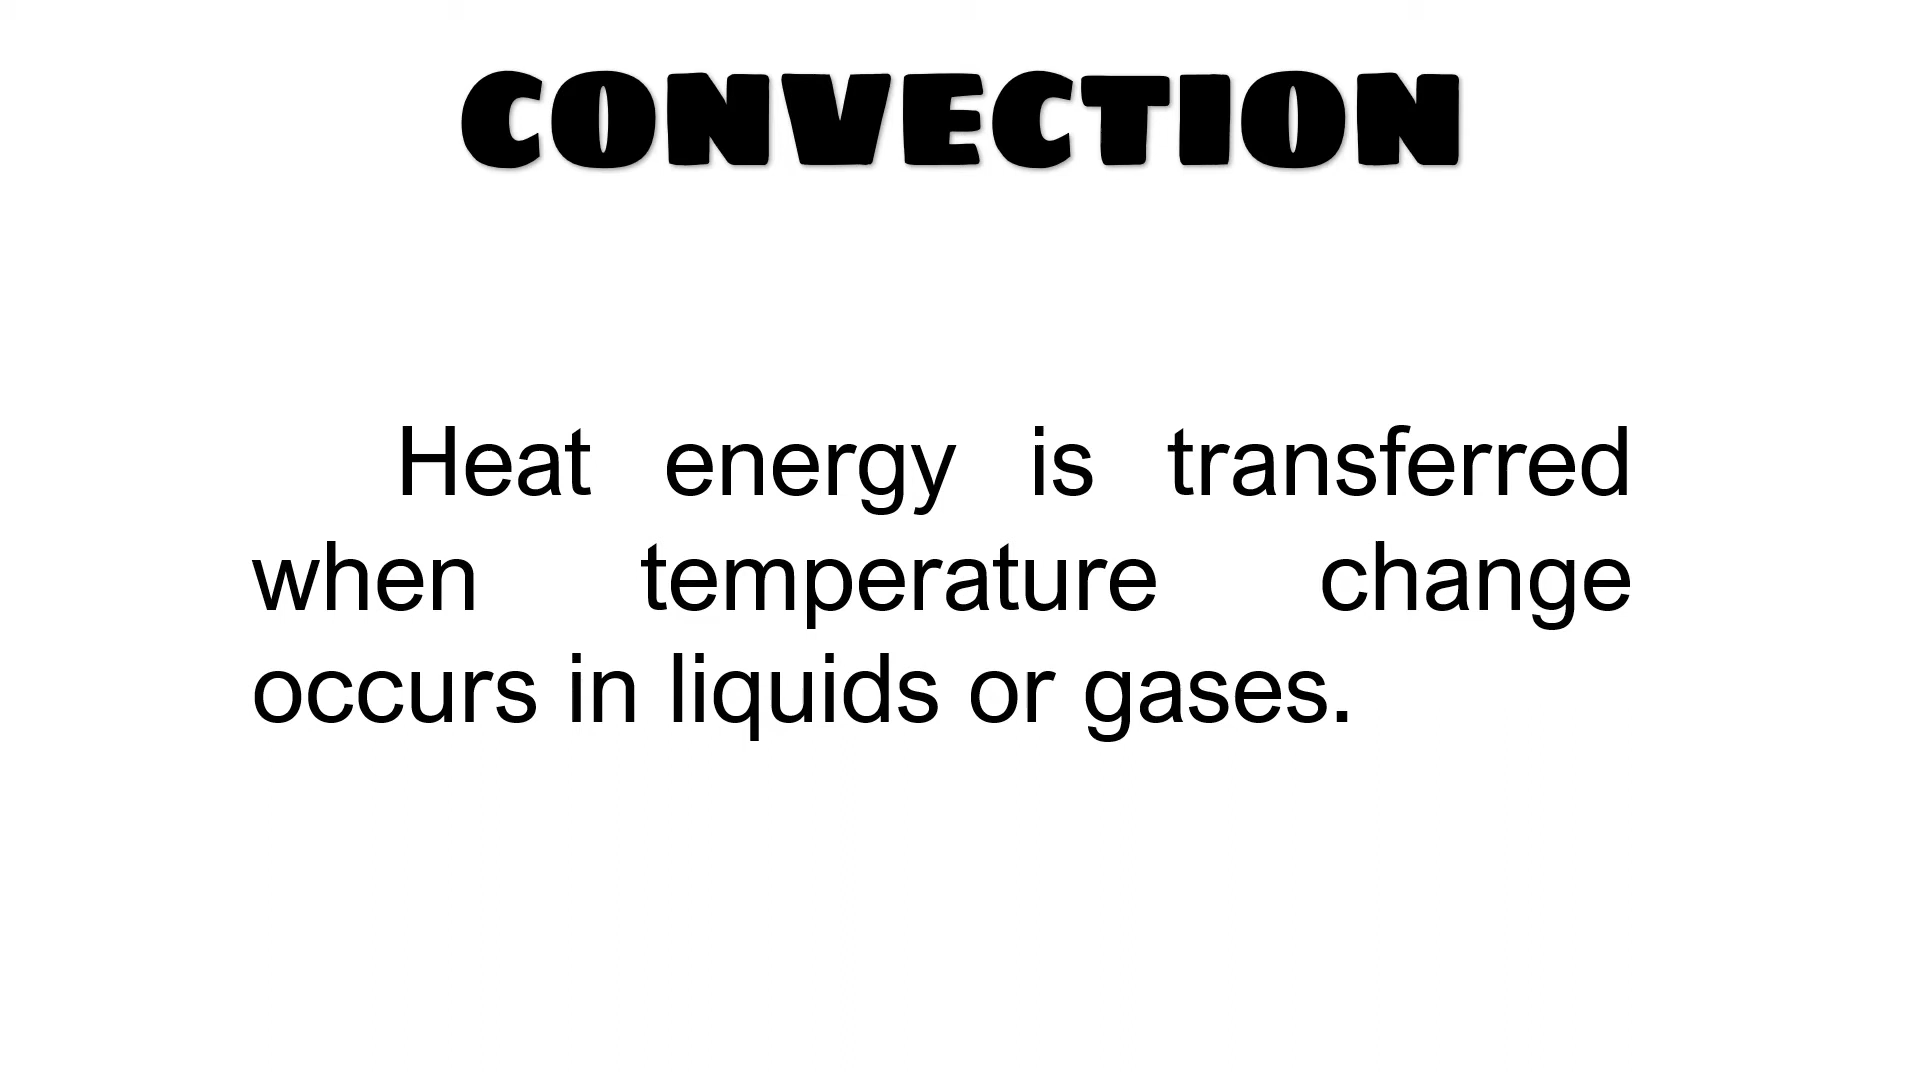 CONVECTION
Heat energy is transferred
when temperature change
occurs in liquids or gases.